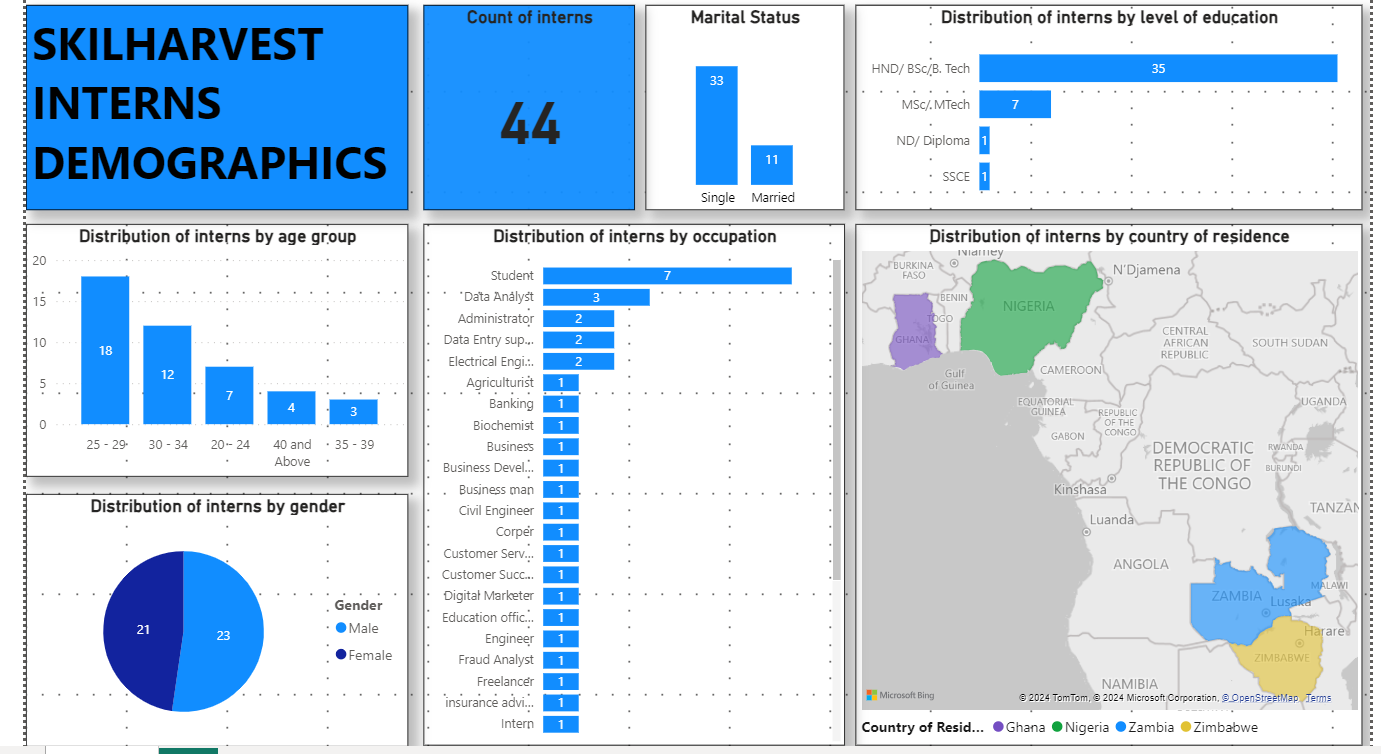 SKILHARVEST
INTERNS
DEMOGRAPHICS
Count of interns
44
Marital Status
33
11
Single
Married
Distribution of interns by level of education
HND/ BSc/B. Tech
35
MSc/. MTech
7
ND/ Diploma
1
SSCE
1
Distribution of interns by age group
20
15
10
5
0
18
12
7
4
3
25 - 29
30 - 34
20 - 24
40 and
Above
35 - 39
Distribution of interns by gender
21
23
Gender
Male
Female
Distribution of interns by occupation
Student
7
Data Analyst
3
Administrator
2
Data Entry sup...
2
Electrical Engi...
2
Agriculturist
1
Banking
1
Biochemist
1
Business
1
Business Devel...
1
Business man
1
Civil Engineer
1
Corper
1
Customer Serv...
1
Customer Succ...
1
Digital Marketer
1
Education offic...
1
Engineer
1
Fraud Analyst
1
Freelancer
1
insurance advi...
1
Intern
1
Distribution of interns by country of residence
Niamey
BURKINA
FASO
N'Djamena
BENIN
NIGERIA
TOGO
GHANA
CENTRAL
AFRICAN
REPUBLIC
SOUTH SUDAN
Gulf
of Guinea
CAMEROON
EQUATORIAL
GUINEA
REPUBLIC
OF THE
CONGO
UGANDA
GABON
DEMOCRATIC
REPUBLIC OF
THE CONGO
RWANDA
BURUNDI
Kinshasa
TANZAN
Luanda
ANGOLA
MALAWI
ZAMBIA
Lusaka
Harare
ZIMBABWE
NAMIBIA
Microsoft Bing
© 2024 TomTom, © 2024 Microsoft Corporation, © OpenStreetMap Terms
Country of Resid...
Ghana
Nigeria
Zambia
Zimbabwe